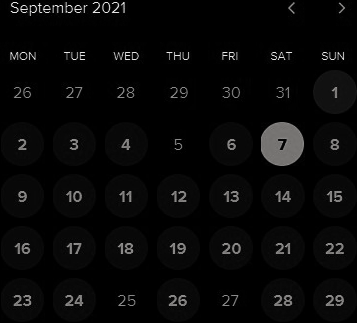 September 2021
MON TUE WED THU FRI SAT SUN
26 27 28 29 30 31 1
2 3 4 5 6 7 8
9 10 11 12 13 14 15
16 17 18 19 20 21 22
23 24 25 26 27 28 29